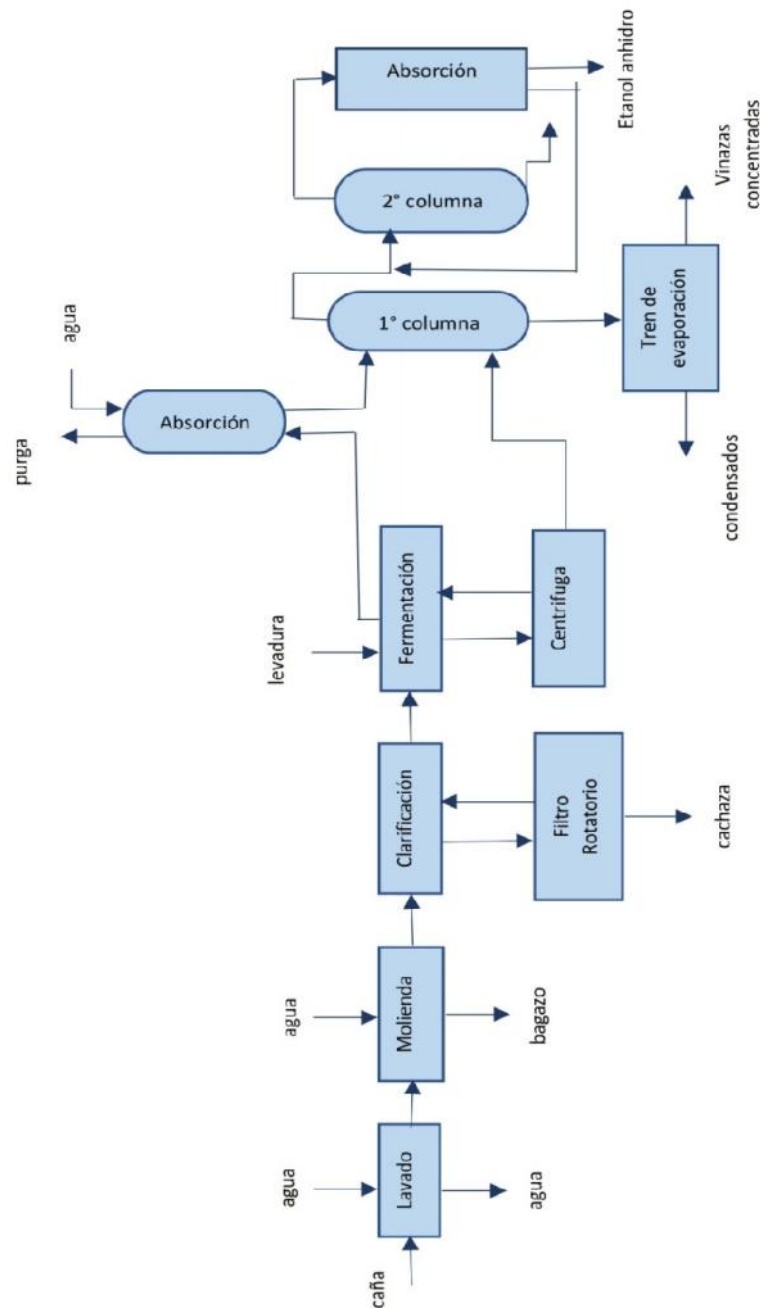 caña
agua
Lavado
agua
agua
Molienda
bagazo
Clarificación
Filtro
Rotatorio
cachaza
levadura
Fermentación
Centrifuga
purga
agua
Absorción
1° columna
2° columna
Absorción
Etanol anhidro
Tren de
evaporación
condensados
Vinazas
concentradas